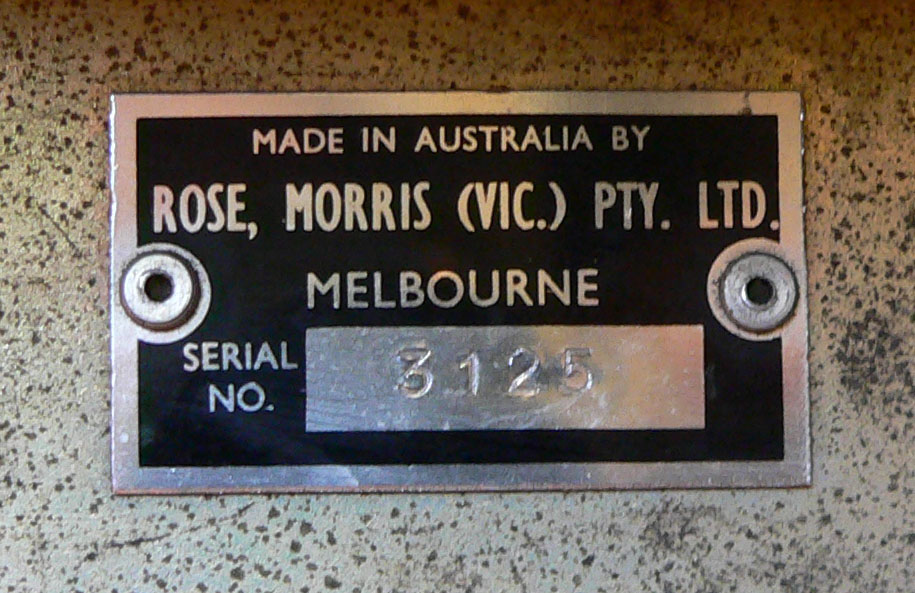 MADE IN AUSTRALIA BY
ROSE, MORRIS (VIC.) PTY. LTD.
MELBOURNE
SERIAL NO. 3125